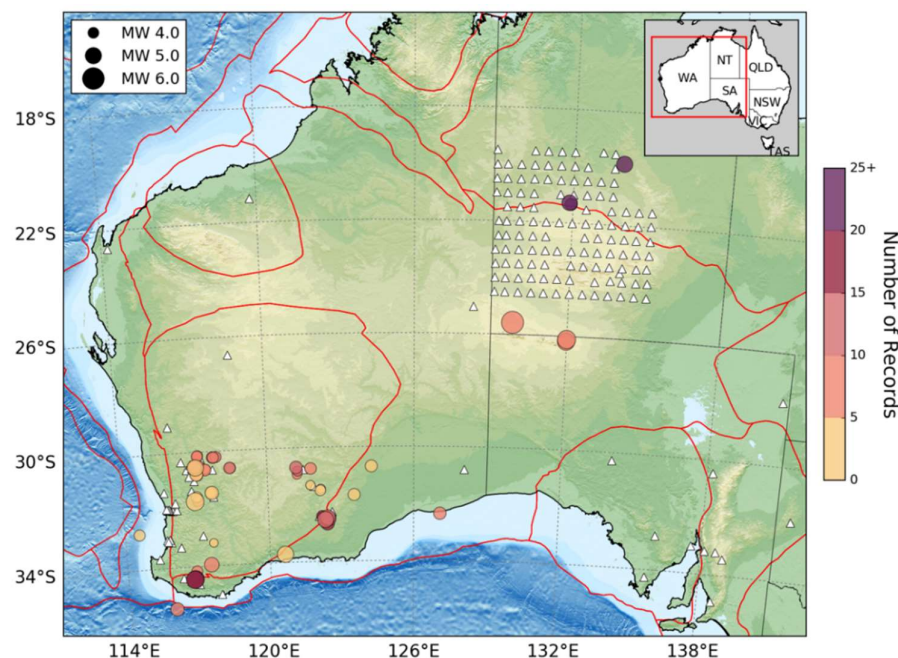 MW 4.0
MW 5.0
MW 6.0
WA
NT
QLD
SA
NSW
VIC
TAS
18°S
22°S
26°S
30°S
34°S
114°E
120°E
126°E
132°E
138°E
25+
20
15
10
5
0
Number of Records